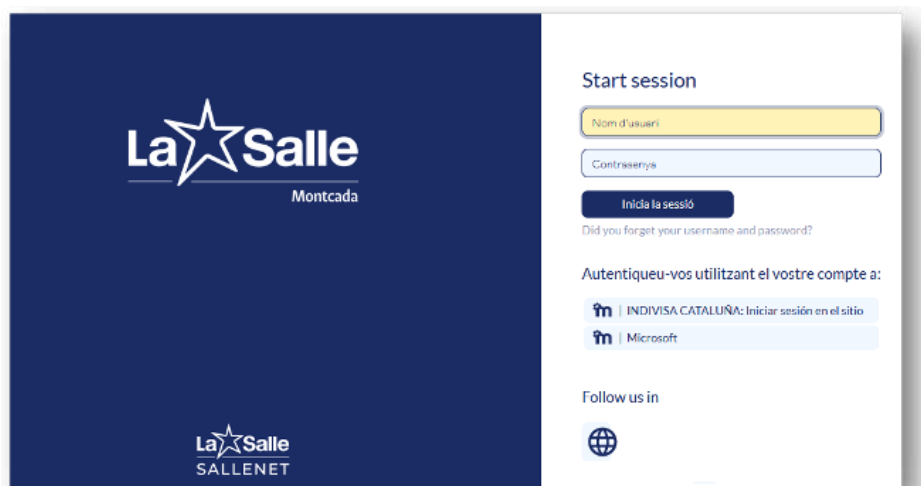 La Salle
Montcada
La Salle
SALLENET
Start session
Nom d'usuari
Contrasenya
Inicia la sessió
Did you forget your username and password?
Autentiqueu-vos utilitzant el vostre compte a:
m | INDIVISA CATALUÑA: Iniciar sesión en el sitio
m | Microsoft
Follow us in